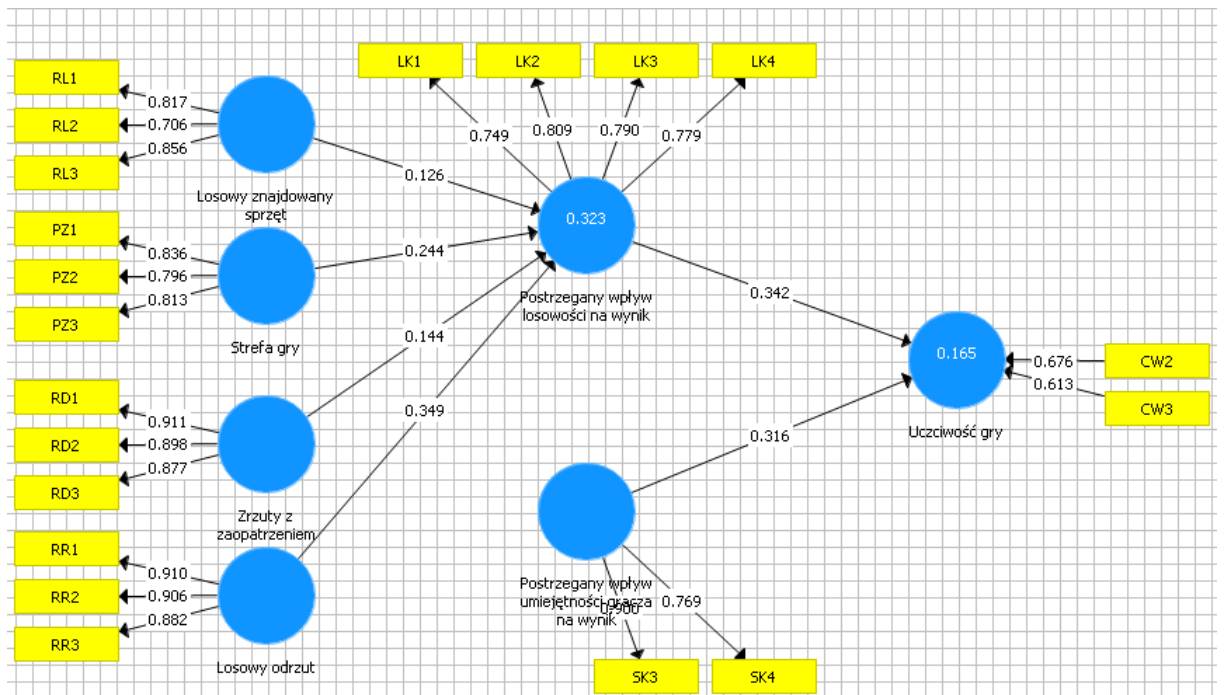 LK1
LK2
LK3
LK4
RL1
RL2
RL3
0.817
0.706
0.856
Losowy znajdowany
sprzęt
0.749
0.809
0.790
0.779
0.126
0.323
Postrzegany wpływ
losowości na wynik
PZ1
PZ2
PZ3
0.836
0.796
0.813
Strefa gry
0.244
0.144
0.349
0.342
RD1
RD2
RD3
0.911
0.898
0.877
Zrzuty z
zaopatrzeniem
0.165
Uczciwość gry
0.676
0.613
CW2
CW3
0.316
RR1
RR2
RR3
0.910
0.906
0.882
Losowy odrzut
Postrzegany wpływ
umiejętności gracza
na wynik
0.900
0.769
SK3
SK4